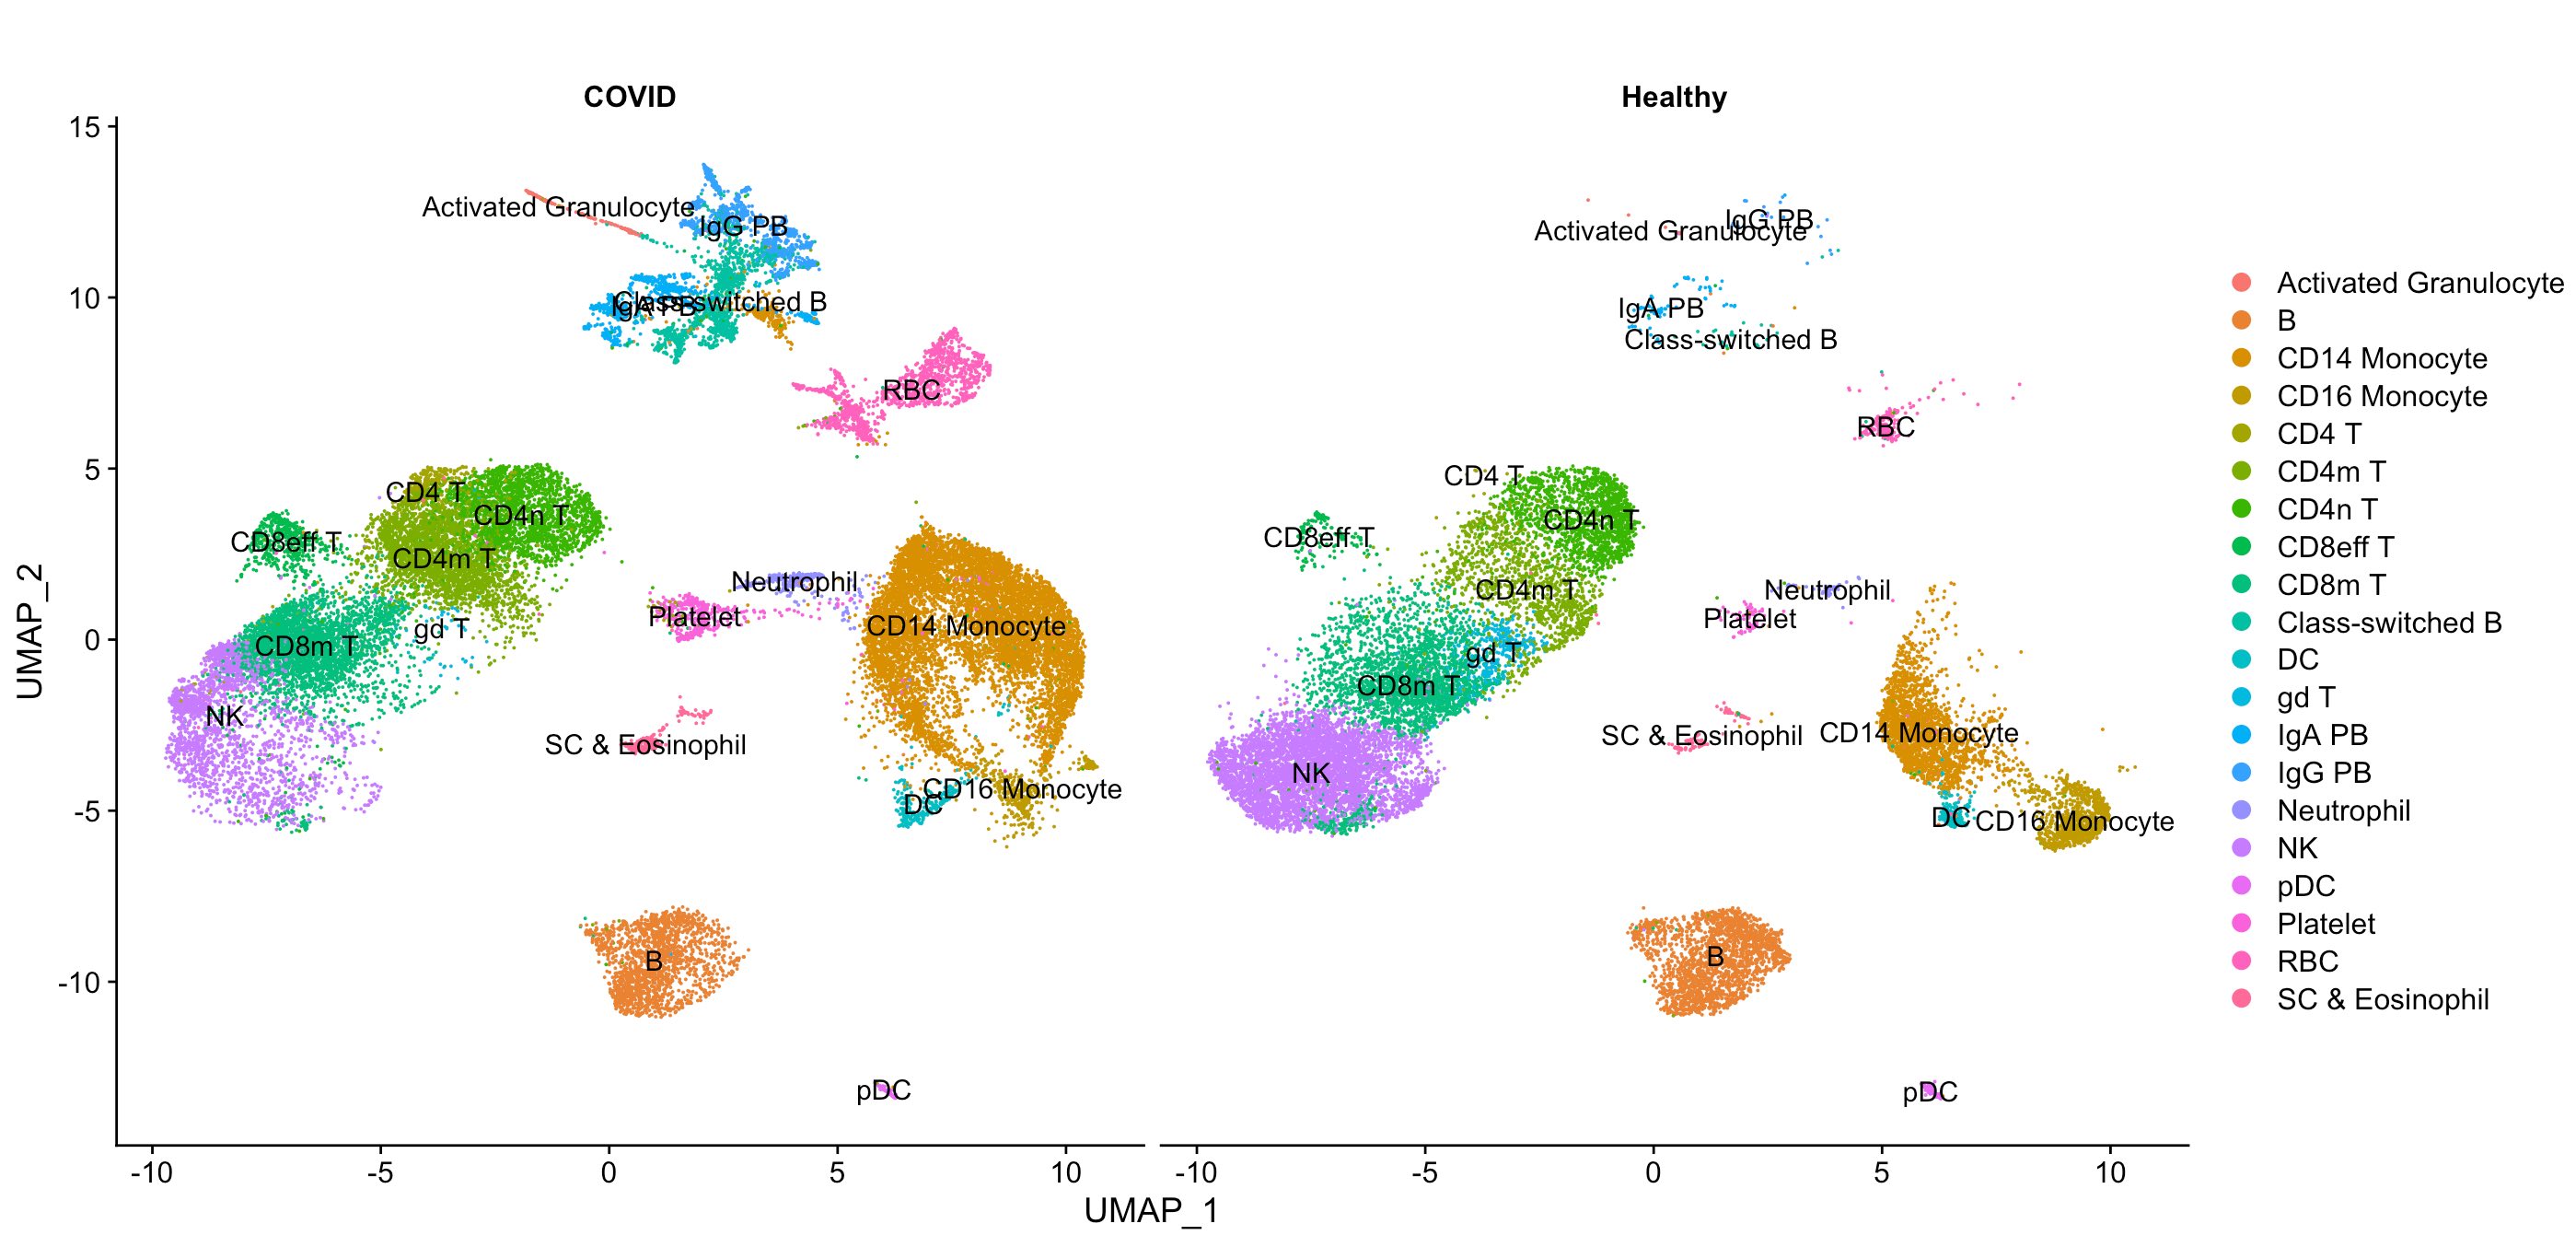 COVID
Healthy
15
10
5
0
-5
-10
UMAP_2
Activated Granulocyte
IgG PB
Class-switched B
IgA PB
RBC
CD4 T
CD4n T
CD8eff T
CD4m T
Neutrophil
Platelet
gd T
CD14 Monocyte
CD8m T
NK
SC & Eosinophil
CD16 Monocyte
DC
B
pDC
-10
-5
0
5
10
IgG PB
Activated Granulocyte
IgA PB
Class-switched B
RBC
CD4 T
CD4n T
CD8eff T
CD4m T
Neutrophil
Platelet
gd T
CD8m T
SC & Eosinophil
CD14 Monocyte
NK
DC
CD16 Monocyte
B
pDC
-10
-5
0
5
10
UMAP_1
Activated Granulocyte
B
CD14 Monocyte
CD16 Monocyte
CD4 T
CD4m T
CD4n T
CD8eff T
CD8m T
Class-switched B
DC
gd T
IgA PB
IgG PB
Neutrophil
NK
pDC
Platelet
RBC
SC & Eosinophil